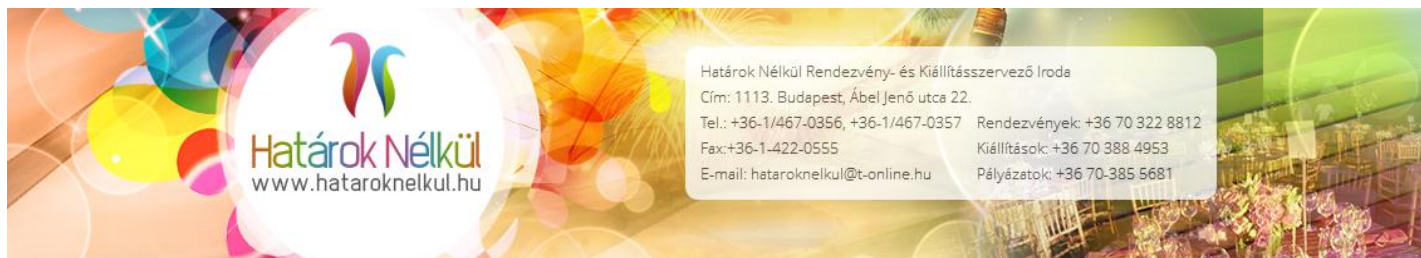 Határok Nélkül
www.hataroknelkul.hu
Határok Nélkül Rendezvény- és Kiállításszervező Iroda
Cím: 1113. Budapest, Ábel Jenő utca 22.
Tel.: +36-1/467-0356, +36-1/467-0357 Rendezvények: +36 70 322 8812
Fax:+36-1-422-0555 Kiállítások: +36 70 388 4953
E-mail: hataroknelkul@t-online.hu Pályázatok: +36 70-385 5681